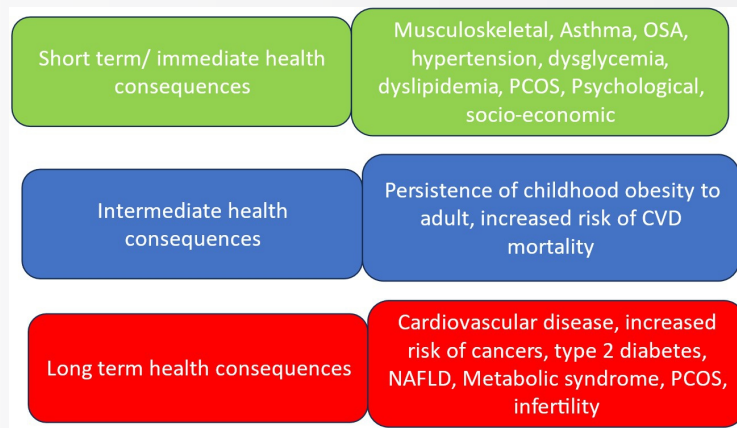 Short term/ immediate health
consequences
Musculoskeletal, Asthma, OSA,
hypertension, dysglycemia,
dyslipidemia, PCOS, Psychological,
socio-economic
Intermediate health
consequences
Persistence of childhood obesity to
adult, increased risk of CVD
mortality
Long term health consequences
Cardiovascular disease, increased
risk of cancers, type 2 diabetes,
NAFLD, Metabolic syndrome, PCOS,
infertility